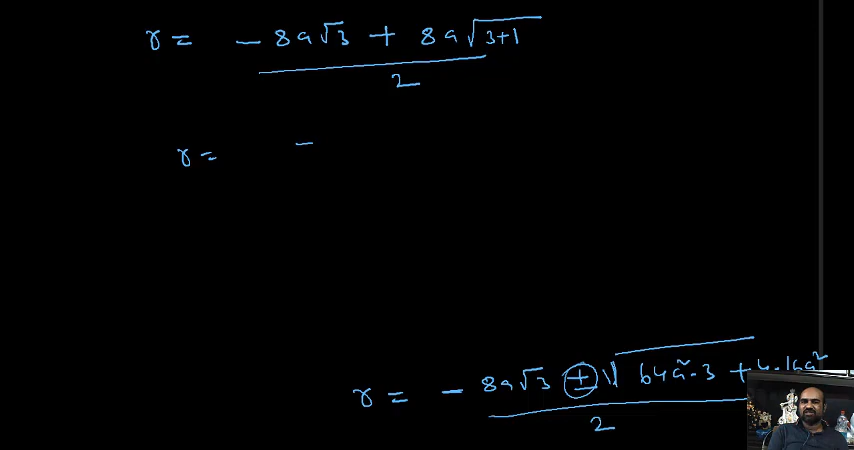 r = - 8a√3 + 8a√3+1 / 2
r = -
r = - 8a√3 ± √64a²·3 + 4·16a² / 2